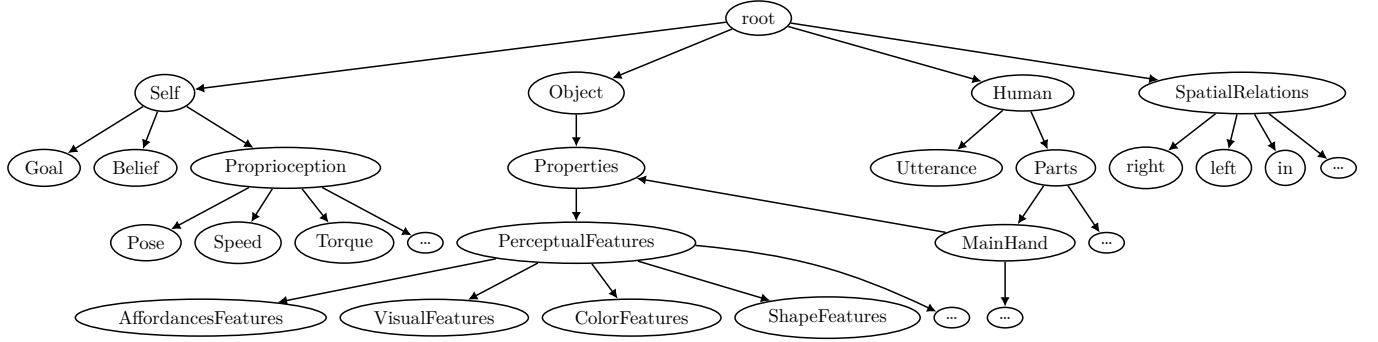 root
Self
Object
Human
SpatialRelations
Goal
Belief
Proprioception
Properties
Utterance
Parts
right
left
in
...
Pose
Speed
Torque
...
PerceptualFeatures
MainHand
...
AffordancesFeatures
VisualFeatures
ColorFeatures
ShapeFeatures
...
...